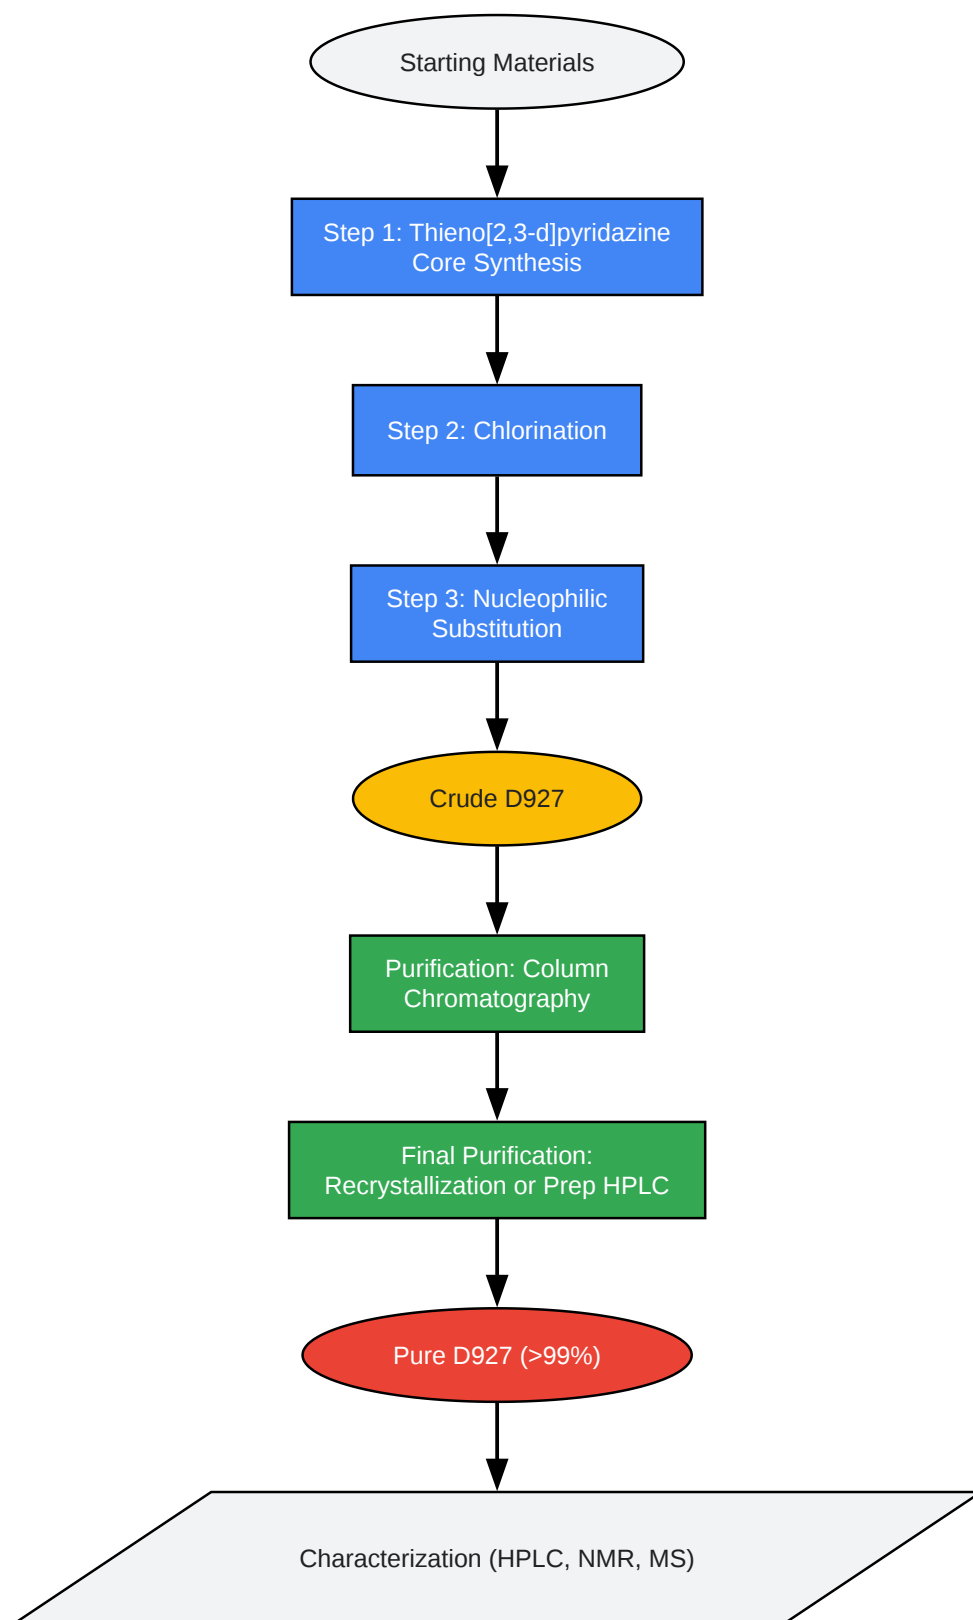 Starting Materials
Step 1: Thieno[2,3-d]pyridazine
Core Synthesis
Step 2: Chlorination
Step 3: Nucleophilic
Substitution
Crude D927
Purification: Column
Chromatography
Final Purification:
Recrystallization or Prep HPLC
Pure D927 (>99%)
Characterization (HPLC, NMR, MS)